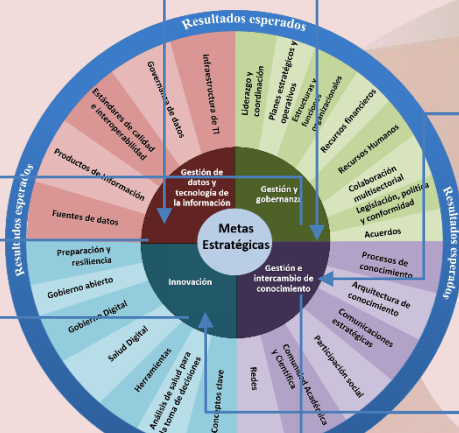 Resultados esperados
Resultados esperados
Resultados esperados
Infraestructura de TI
Governanza de datos
Estándares de calidad
e interoperabilidad
Productos de información
Fuentes de datos
Liderazgo y
coordinación
Planes estratégicos y
operativos
Estructuras y
funciones
organizacionales
Recursos financieros
Recursos Humanos
Colaboración
multisectorial
Legislación, política
y conformidad
Acuerdos
Gestión de
datos y
tecnología de
la información
Gestión y
gobernanza
Metas
Estratégicas
Innovación
Gestión e
intercambio de
conocimiento
Preparación y
resiliencia
Gobierno abierto
Gobierno Digital
Salud Digital
Herramientas
Análisis de salud para
la toma de decisiones
Conceptos clave
Procesos de
conocimiento
Arquitectura de
conocimiento
Comunicaciones
estratégicas
Participación social
Comunidad Académica
y Científica
Redes